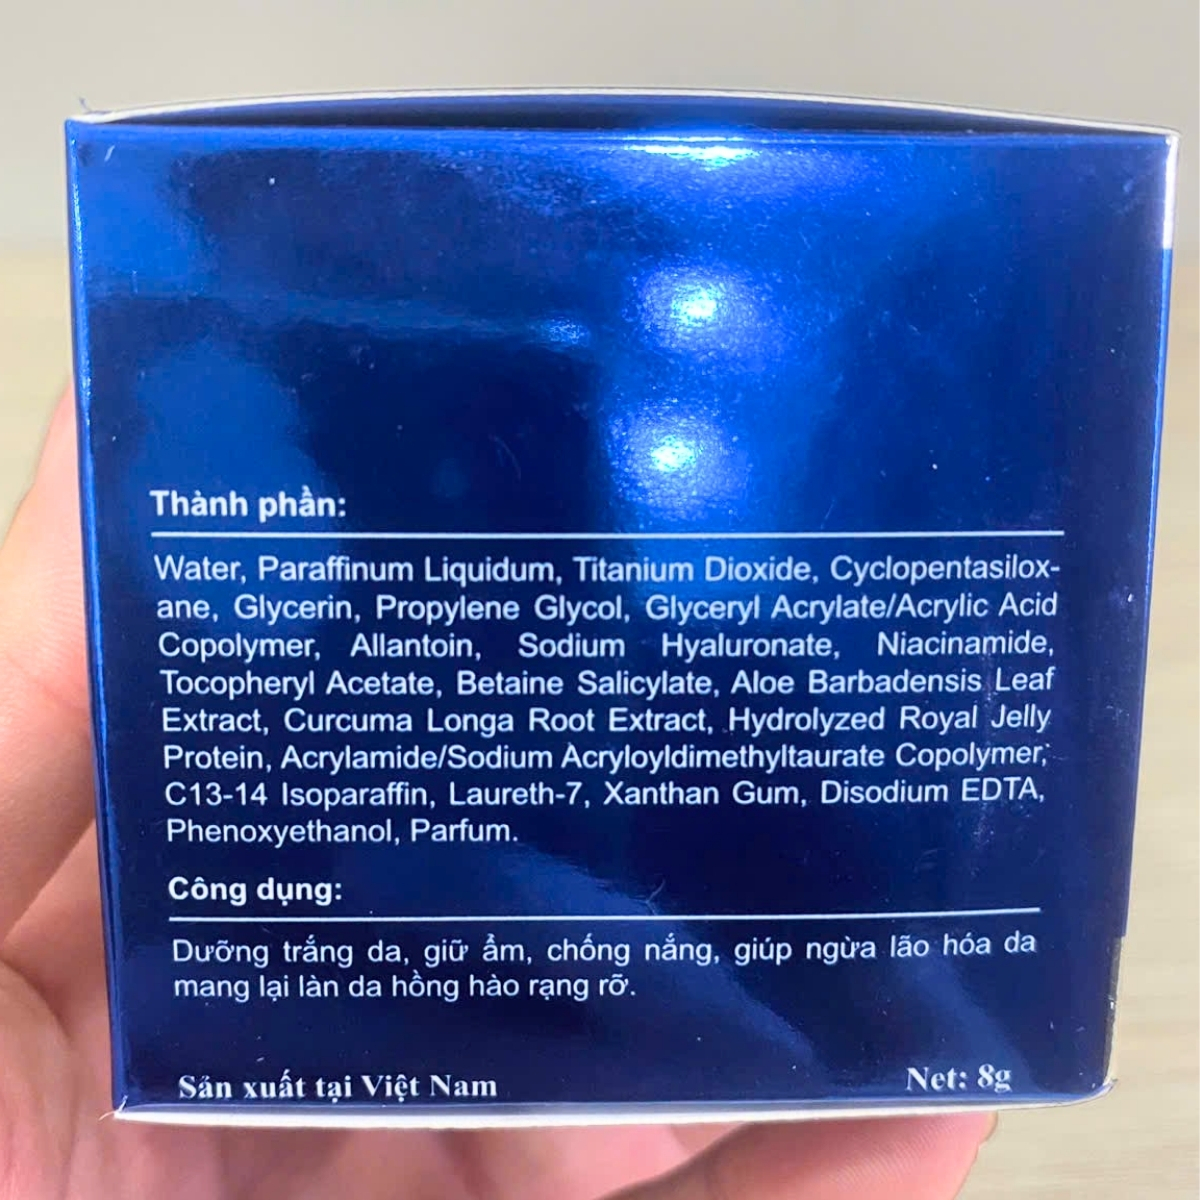 Thành phần:
Water, Paraffinum Liquidum, Titanium Dioxide, Cyclopentasilox-
ane, Glycerin, Propylene Glycol, Glyceryl Acrylate/Acrylic Acid
Copolymer, Allantoin, Sodium Hyaluronate, Niacinamide,
Tocopheryl Acetate, Betaine Salicylate, Aloe Barbadensis Leaf
Extract, Curcuma Longa Root Extract, Hydrolyzed Royal Jelly
Protein, Acrylamide/Sodium Acryloyldimethyltaurate Copolymer,
C13-14 Isoparaffin, Laureth-7, Xanthan Gum, Disodium EDTA,
Phenoxyethanol, Parfum.
Công dụng:
Dưỡng trắng da, giữ ẩm, chống nắng, giúp ngừa lão hóa da
mang lại làn da hồng hào rạng rỡ.
Sản xuất tại Việt Nam
Net: 8g